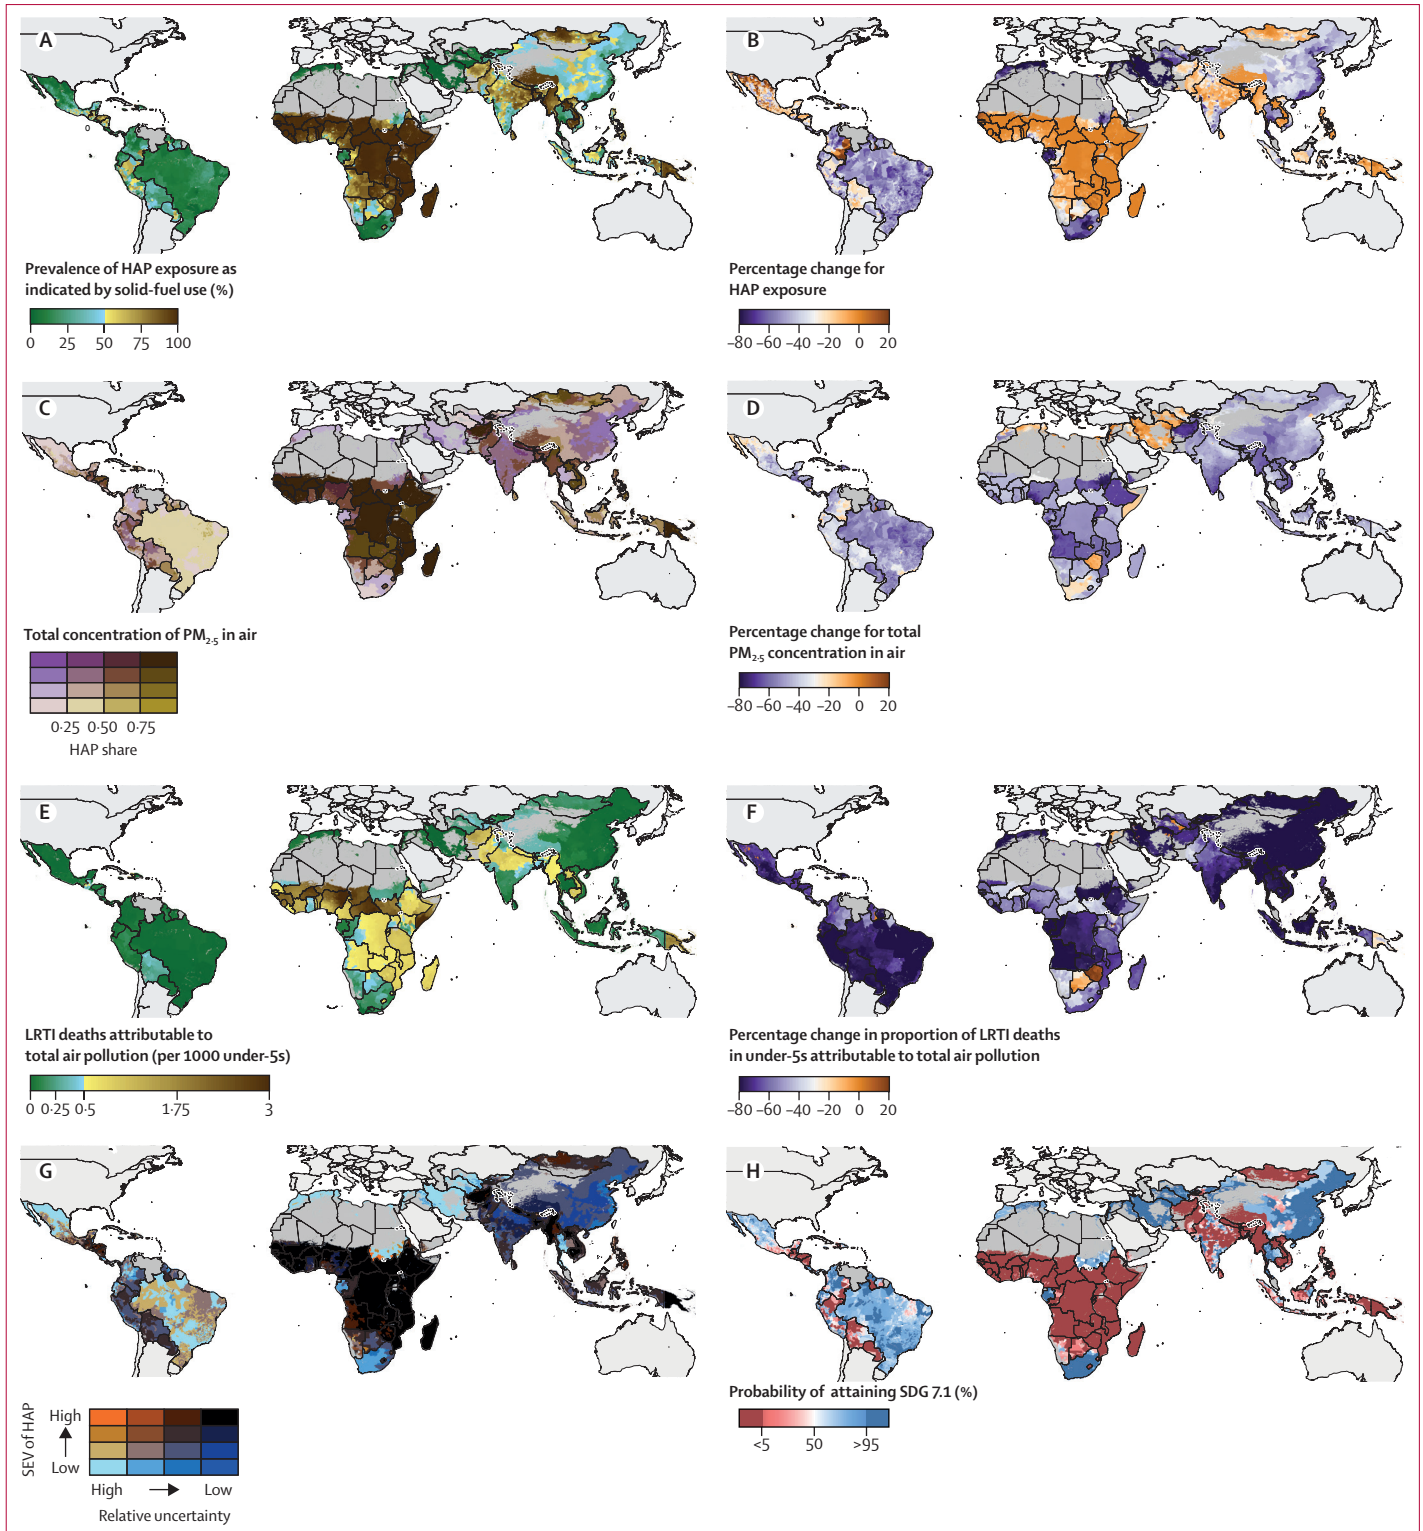 A
B
Prevalence of HAP exposure as
indicated by solid-fuel use (%)
0 25 50 75 100
Percentage change for
HAP exposure
–80 –60 –40 –20 0 20
C
D
Total concentration of PM2·5 in air
0·25 0·50 0·75
HAP share
Percentage change for total
PM2·5 concentration in air
–80 –60 –40 –20 0 20
E
F
LRTI deaths attributable to
total air pollution (per 1000 under-5s)
0 0·25 0·5 1·75 3
Percentage change in proportion of LRTI deaths
in under-5s attributable to total air pollution
–80 –60 –40 –20 0 20
G
H
SEV of HAP
High
Low
High Low
Relative uncertainty
Probability of attaining SDG 7.1 (%)
<5 50 >95